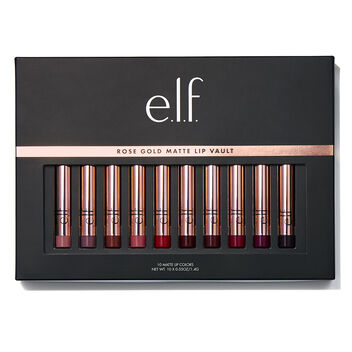 e.l.f.
ROSE GOLD MATTE LIP VAULT
e.l.f.
10 MATTE LIP COLORS
NET WT. 10 X 0.05OZ/1.4G